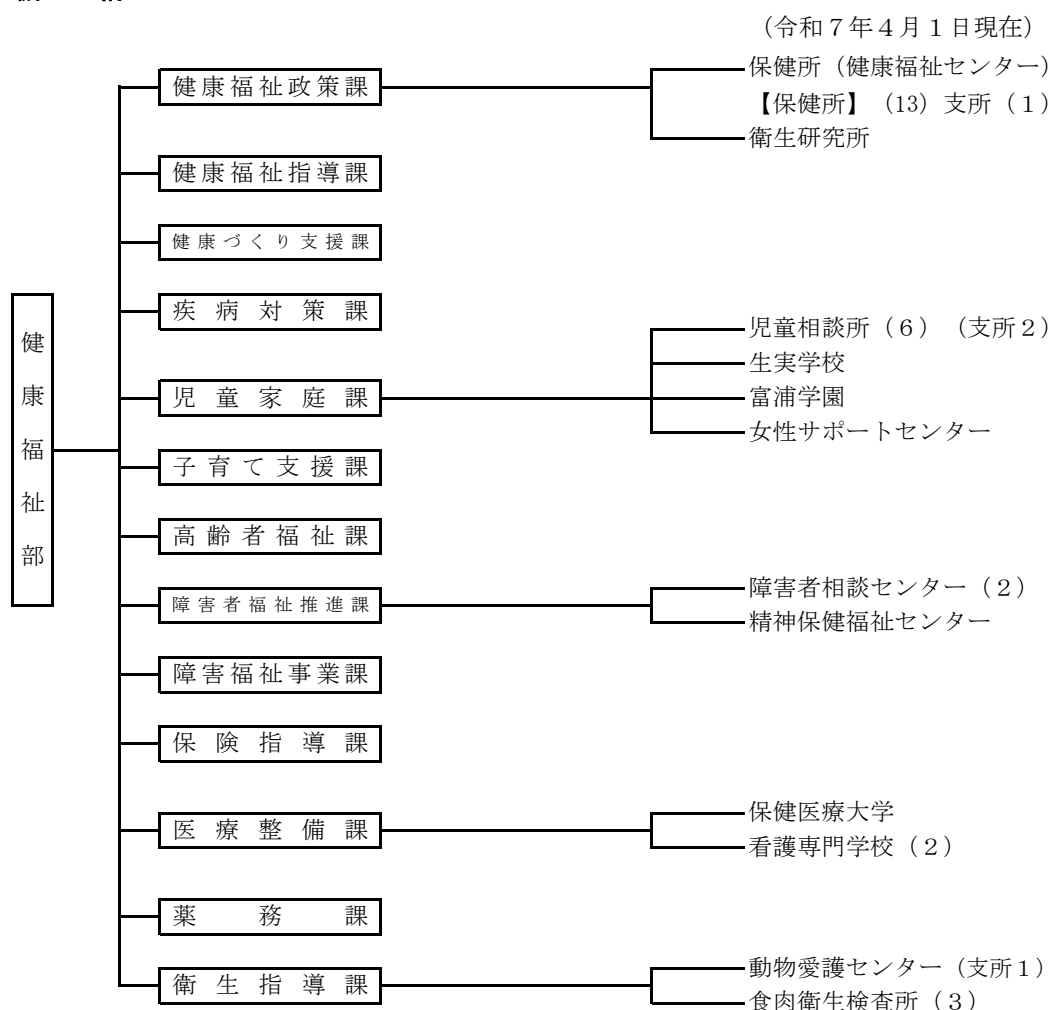 （令和７年４月１日現在）
健康福祉政策課
保健所（健康福祉センター）
【保健所】（13）支所（１）
衛生研究所
健康福祉指導課
健康づくり支援課
疾病対策課
健康福祉部
児童家庭課
児童相談所（６）（支所２）
生実学校
富浦学園
女性サポートセンター
子育て支援課
高齢者福祉課
障害者福祉推進課
障害者相談センター（２）
精神保健福祉センター
障害福祉事業課
保険指導課
医療整備課
保健医療大学
看護専門学校（２）
薬務課
衛生指導課
動物愛護センター（支所１）
食肉衛生検査所（３）